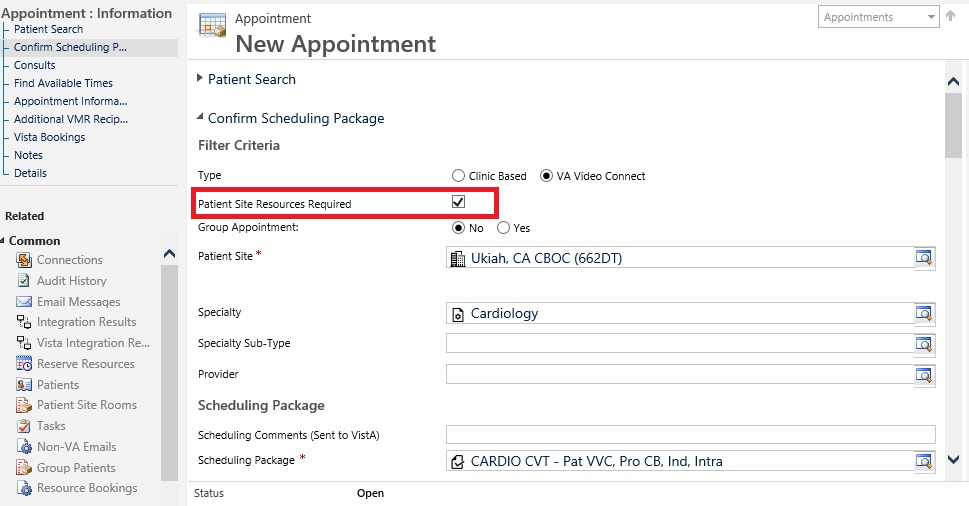 Appointment : Information
Patient Search
Confirm Scheduling P...
Consults
Find Available Times
Appointment Informa...
Additional VMR Recip...
Vista Bookings
Notes
Details
Related
Common
Connections
Audit History
Email Messages
Integration Results
Vista Integration Re...
Reserve Resources
Patients
Patient Site Rooms
Tasks
Non-VA Emails
Group Patients
Resource Bookings
Appointment
New Appointment
Appointments
Patient Search
Confirm Scheduling Package
Filter Criteria
Type Clinic Based VA Video Connect
Patient Site Resources Required
Group Appointment: No Yes
Patient Site * Ukiah, CA CBOC (662DT)
Specialty Cardiology
Specialty Sub-Type
Provider
Scheduling Package
Scheduling Comments (Sent to VistA)
Scheduling Package * CARDIO CVT - Pat VVC, Pro CB, Ind, Intra
Status Open